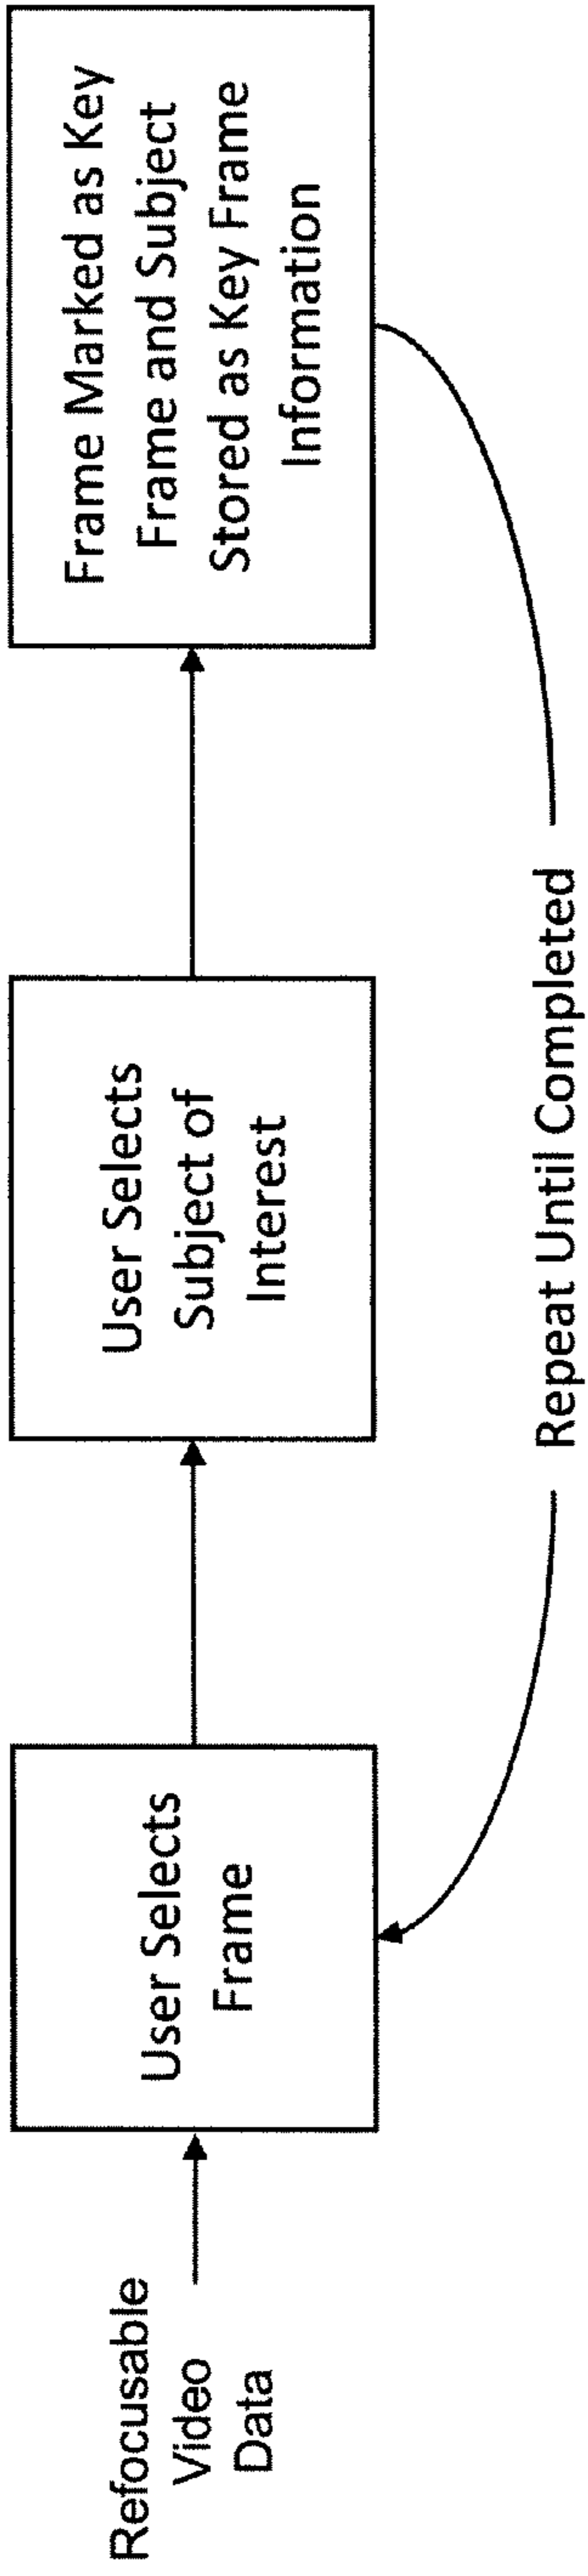 Refocusable
Video
Data
User Selects
Frame
User Selects
Subject of
Interest
Frame Marked as Key
Frame and Subject
Stored as Key Frame
Information
Repeat Until Completed